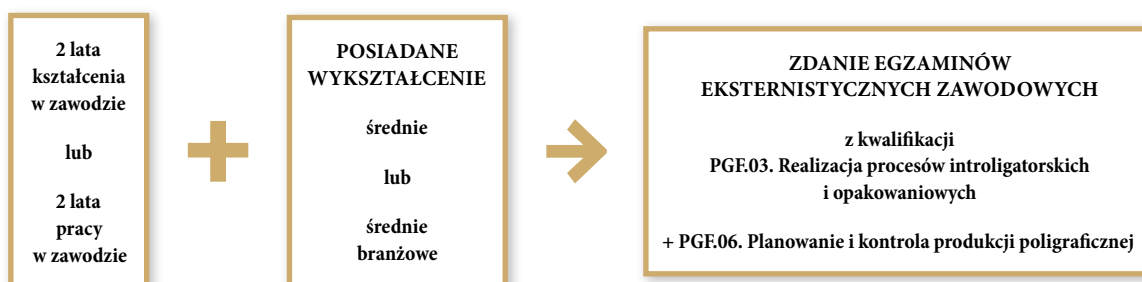 2 lata
kształcenia
w zawodzie
lub
2 lata
pracy
w zawodzie
POSIADANE
WYKSZTAŁCENIE
średnie
lub
średnie
branżowe
ZDANIE EGZAMINÓW
EKSTERNISTYCZNYCH ZAWODOWYCH
z kwalifikacji
PGF.03. Realizacja procesów introligatorskich
i opakowaniowych
+ PGF.06. Planowanie i kontrola produkcji poligraficznej